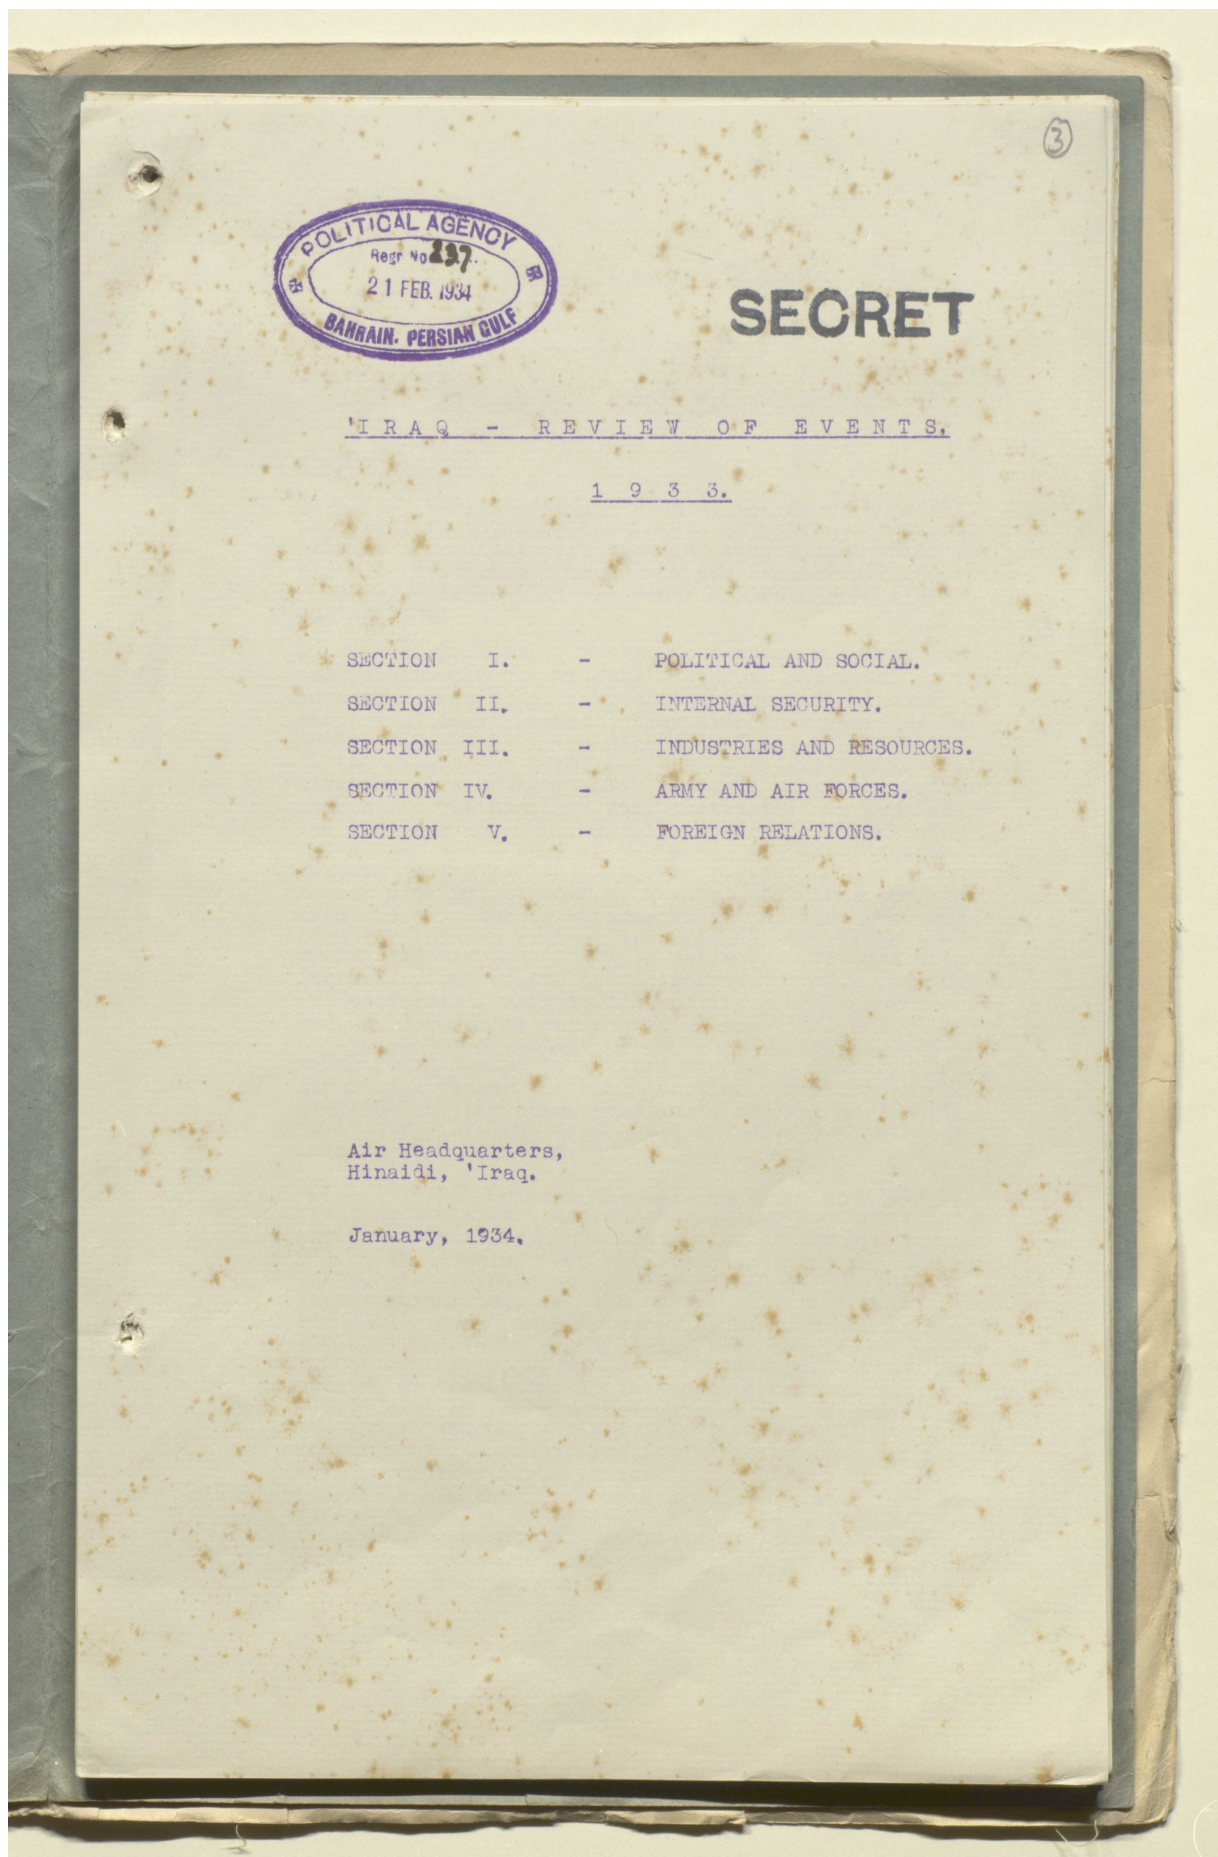 3
POLITICAL AGENCY
Regr No 237.
21 FEB. 1934
BAHRAIN. PERSIAN GULF
SECRET
'IRAQ - REVIEW OF EVENTS.
1933.
SECTION I. - POLITICAL AND SOCIAL.
SECTION II. - INTERNAL SECURITY.
SECTION III. - INDUSTRIES AND RESOURCES.
SECTION IV. - ARMY AND AIR FORCES.
SECTION V. - FOREIGN RELATIONS.
Air Headquarters,
Hinaidi, 'Iraq.
January, 1934.